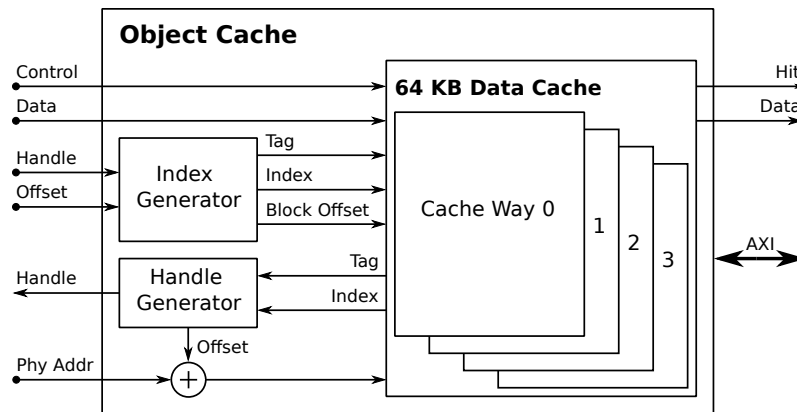 Object Cache
Control
64 KB Data Cache
Hit
Data
Data
Tag
Handle
Index Generator
Index
Offset
Block Offset
Cache Way 0
1
2
3
AXI
Tag
Handle
Handle Generator
Index
Offset
Phy Addr
+